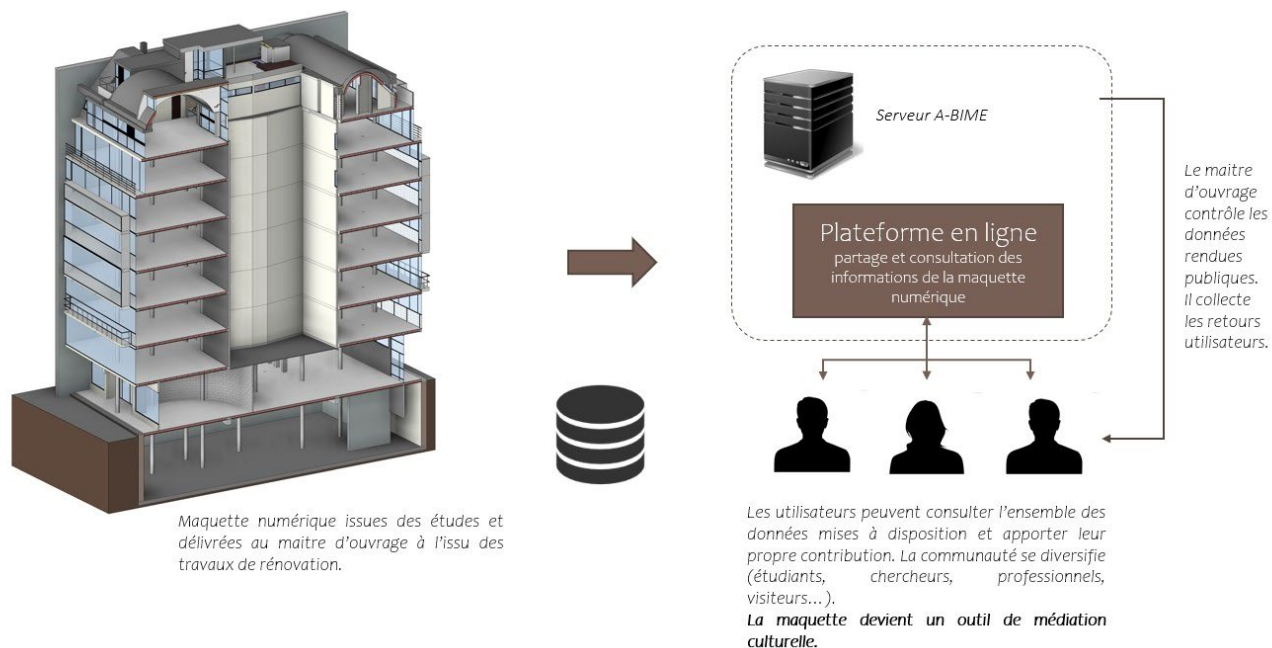 Serveur A-BIME
Plateforme en ligne
partage et consultation des
informations de la maquette
numérique
Le maitre
d’ouvrage
contrôle les
données
rendues
publiques.
Il collecte
les retours
utilisateurs.
Maquette numérique issues des études et
délivrées au maitre d’ouvrage à l’issu des
travaux de rénovation.
Les utilisateurs peuvent consulter l’ensemble des
données mises à disposition et apporter leur
propre contribution. La communauté se diversifie
(étudiants, chercheurs, professionnels,
visiteurs…).
La maquette devient un outil de médiation
culturelle.